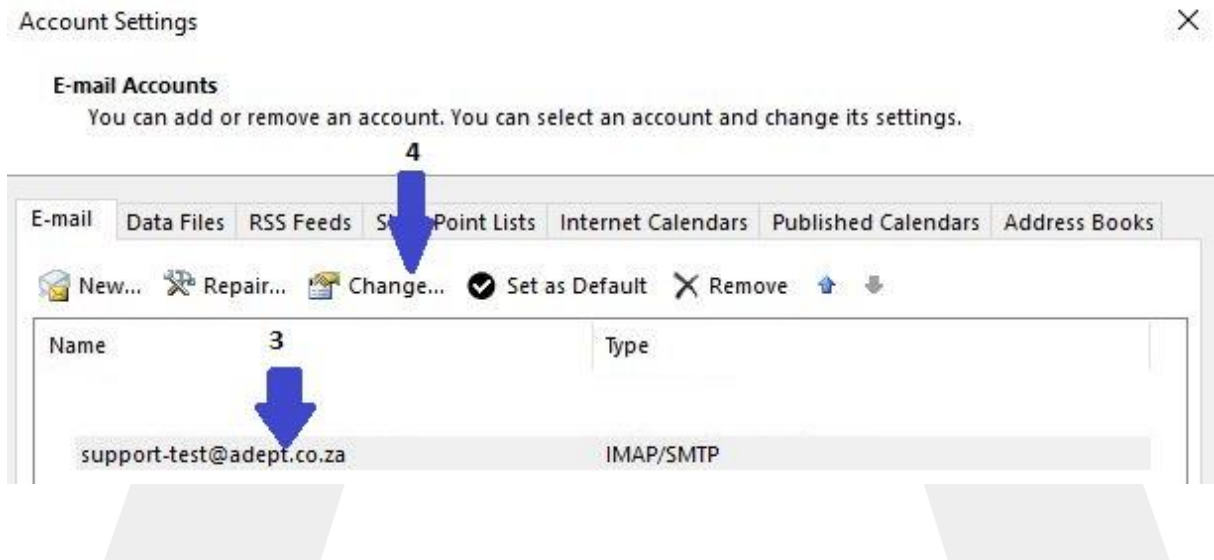 Account Settings
E-mail Accounts
You can add or remove an account. You can select an account and change its settings.
4
E-mail Data Files RSS Feeds S Point Lists Internet Calendars Published Calendars Address Books
New... Repair... Change... Set as Default Remove
Name 3 Type
support-test@adept.co.za IMAP/SMTP